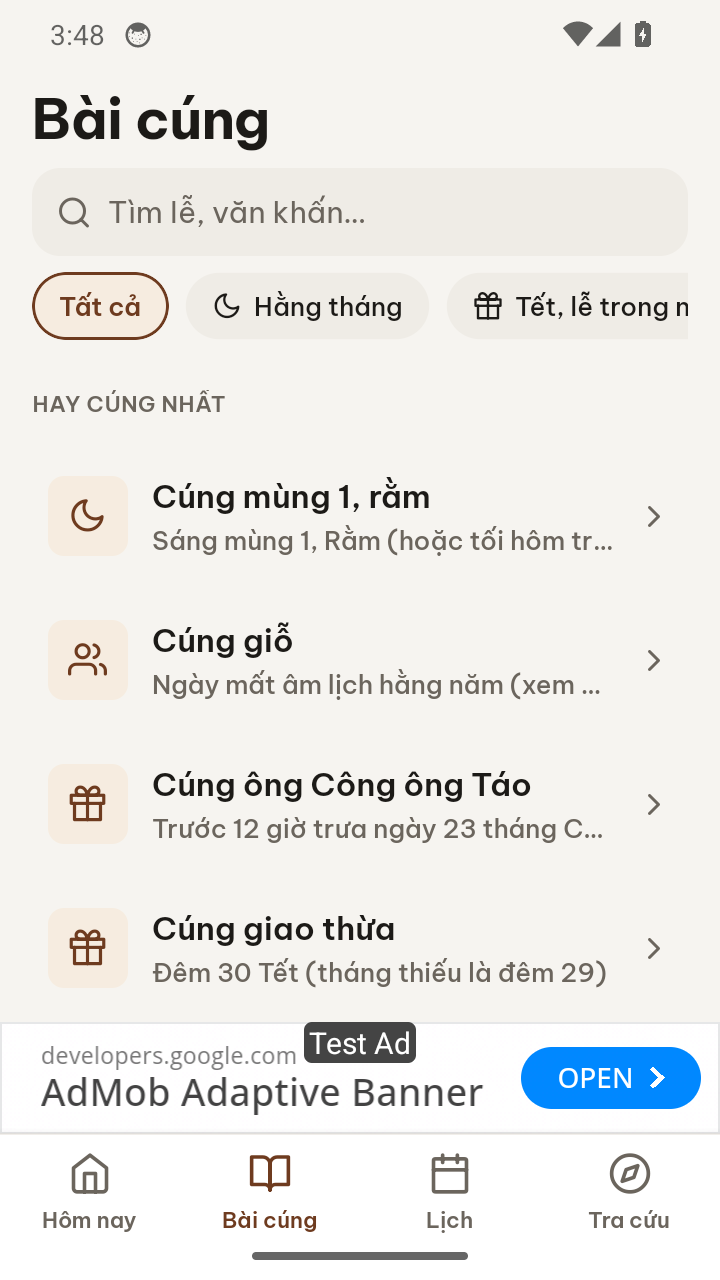 3:48
Bài cúng
Tìm lễ, văn khấn...
Tất cả
Hằng tháng
Tết, lễ trong n
HAY CÚNG NHẤT
Cúng mùng 1, rằm
Sáng mùng 1, Rằm (hoặc tối hôm tr...
Cúng giỗ
Ngày mất âm lịch hằng năm (xem ...
Cúng ông Công ông Táo
Trước 12 giờ trưa ngày 23 tháng C...
Cúng giao thừa
Đêm 30 Tết (tháng thiếu là đêm 29)
Test Ad
developers.google.com
AdMob Adaptive Banner
OPEN
Hôm nay
Bài cúng
Lịch
Tra cứu